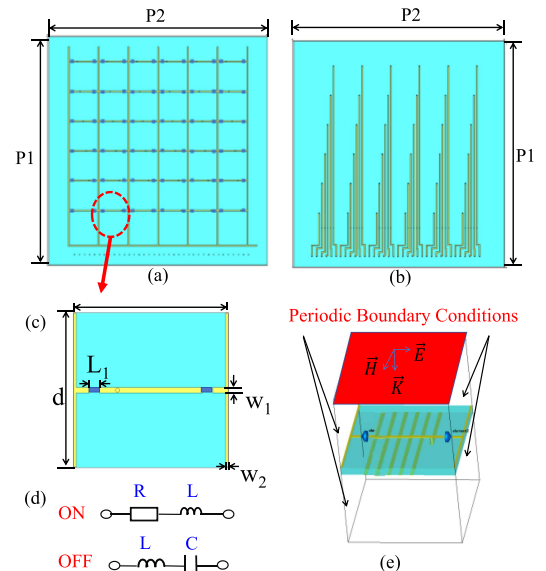 P2
P2
P1
P1
(a)
(b)
(c)
L1
d
W1
W2
(d)
R
L
ON
L
C
OFF
Periodic Boundary Conditions
H
E
K
(e)